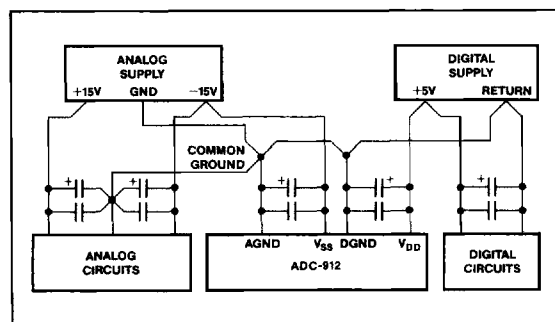 ANALOG
SUPPLY
+15V GND −15V
DIGITAL
SUPPLY
+5V RETURN
COMMON
GROUND
+ + + + +
ANALOG
CIRCUITS
AGND VSS DGND VDD
ADC-912
DIGITAL
CIRCUITS